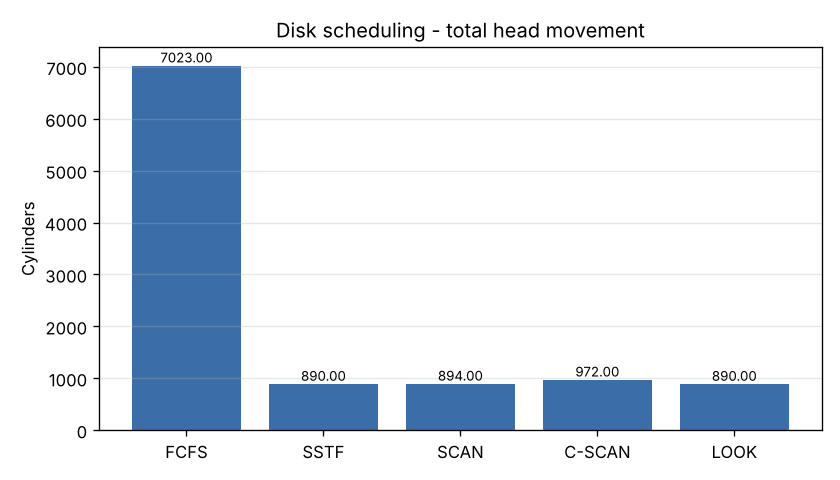 Disk scheduling - total head movement
7023.00
890.00
894.00
972.00
890.00
7000
6000
5000
4000
3000
2000
1000
0
Cylinders
FCFS
SSTF
SCAN
C-SCAN
LOOK